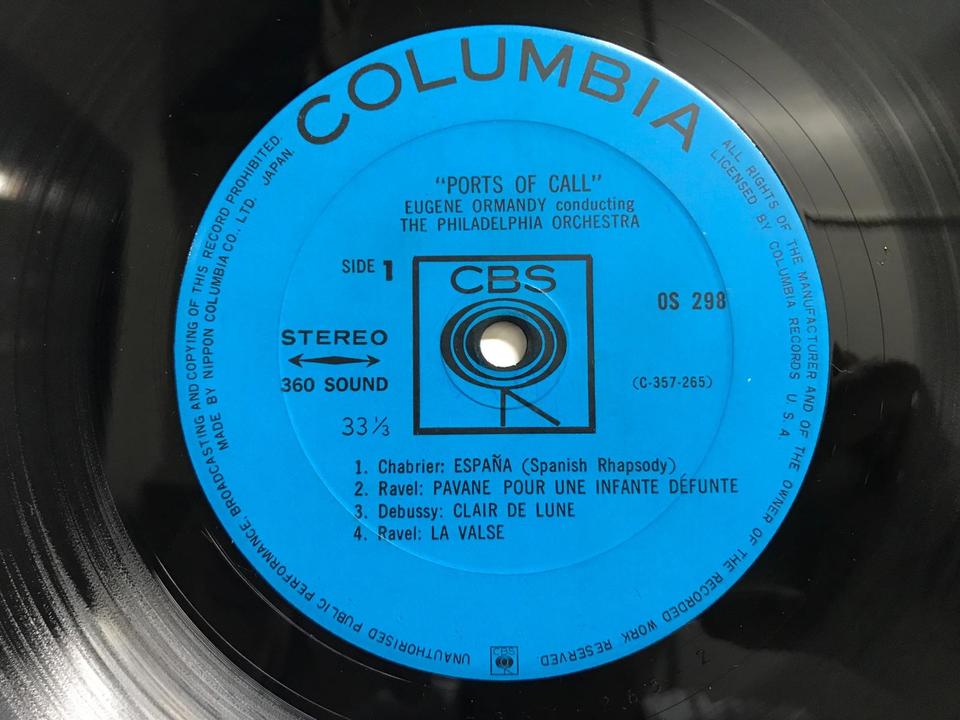 COLUMBIA
"PORTS OF CALL"
EUGENE ORMANDY conducting
THE PHILADELPHIA ORCHESTRA
SIDE 1
CBS
OS 298
STEREO
360 SOUND
(C-357-265)
33⅓
1. Chabrier: ESPAÑA (Spanish Rhapsody)
2. Ravel: PAVANE POUR UNE INFANTE DÉFUNTE
3. Debussy: CLAIR DE LUNE
4. Ravel: LA VALSE
ALL RIGHTS OF THE MANUFACTURER AND OF THE OWNER OF THE RECORDED WORK RESERVED
LICENSED BY COLUMBIA RECORDS U. S. A.
CBS
UNAUTHORISED PUBLIC PERFORMANCE, BROADCASTING AND COPYING OF THIS RECORD PROHIBITED.
MADE BY NIPPON COLUMBIA CO., LTD. JAPAN.